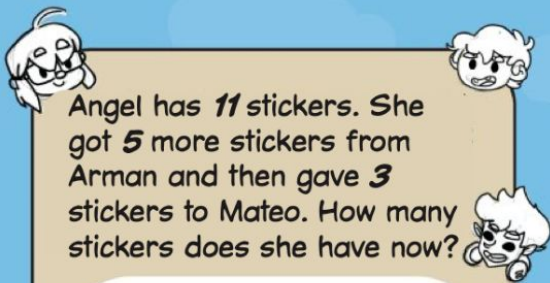 Angel has 11 stickers. She
got 5 more stickers from
Arman and then gave 3
stickers to Mateo. How many
stickers does she have now?